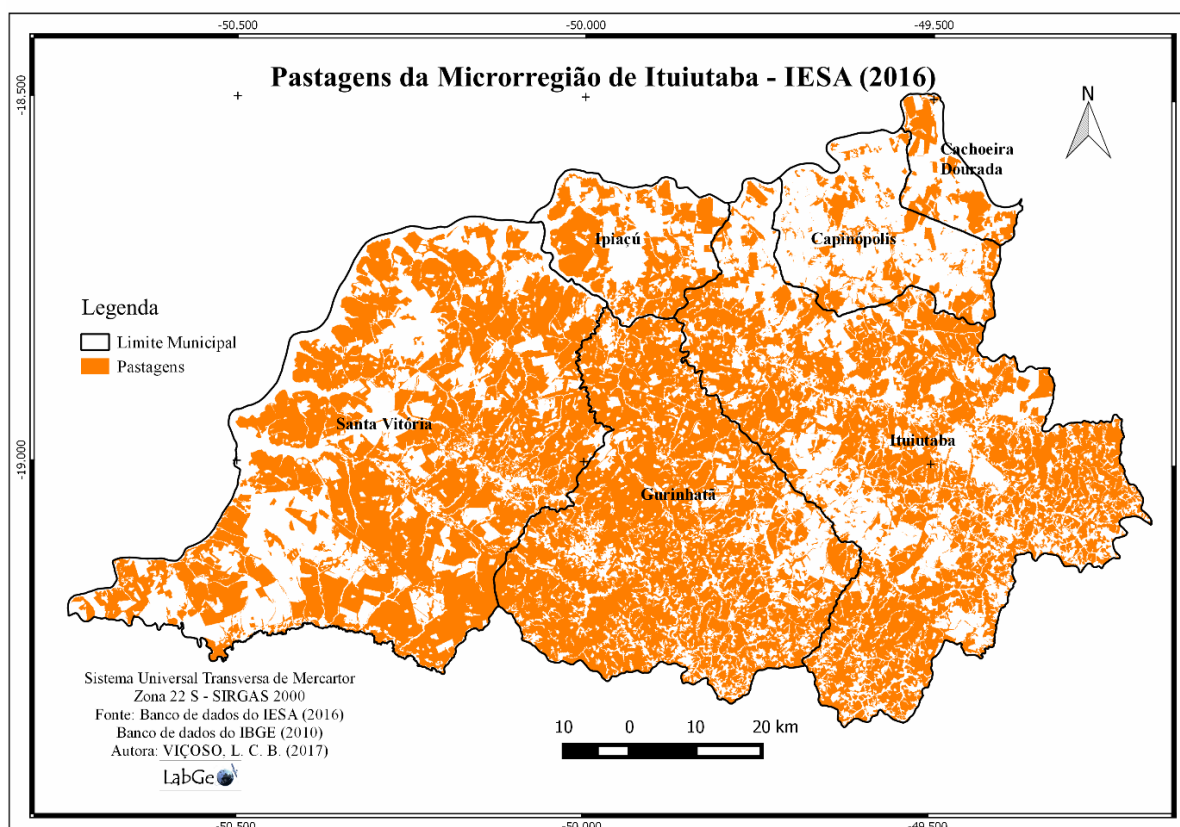 -50.500 -50.000 -49.500
Pastagens da Microrregião de Ituiutaba - IESA (2016)
-18.500
N
Cachoeira
Dourada
Ipiaçú
Capinópolis
Legenda
Limite Municipal
Pastagens
Santa Vitória
Ituiutaba
-19.000
Gurinhatã
Sistema Universal Transversa de Mercartor
Zona 22 S - SIRGAS 2000
Fonte: Banco de dados do IESA (2016)
Banco de dados do IBGE (2010)
Autora: VIÇOSO, L. C. B. (2017)
LabGe
10 0 10 20 km
-50.500 -50.000 -49.500